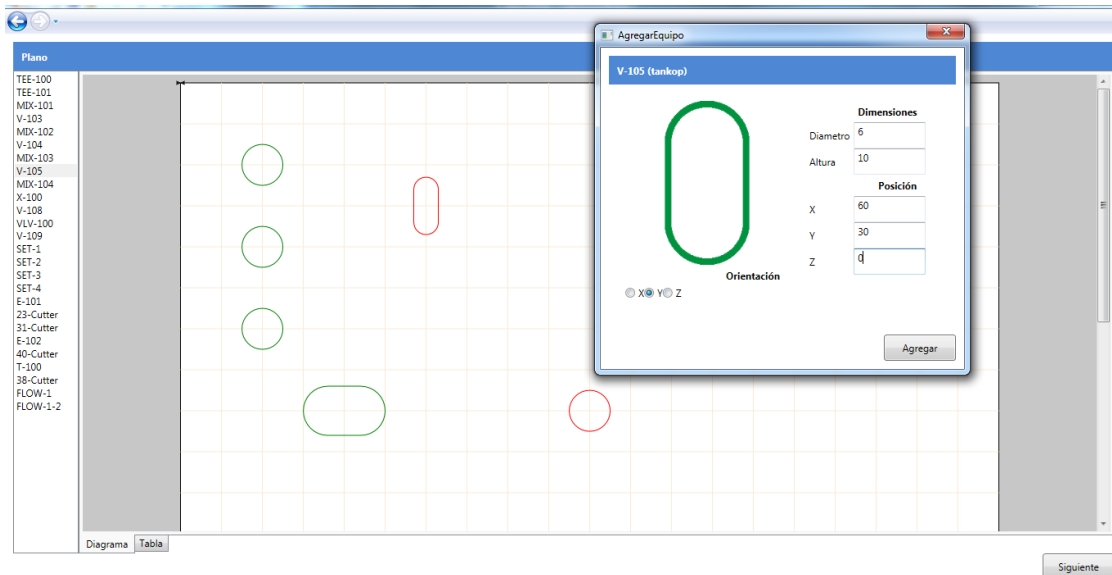 AgregarEquipo
Plano
V-105 (tankop)
TEE-100
TEE-101
MIX-101
V-103
MIX-102
V-104
MIX-103
V-105
MIX-104
X-100
V-108
VLV-100
V-109
SET-1
SET-2
SET-3
SET-4
E-101
23-Cutter
31-Cutter
E-102
40-Cutter
T-100
38-Cutter
FLOW-1
FLOW-1-2
Dimensiones
Diametro 6
Altura 10
Posición
X 60
Y 30
Z 0
Orientación
X Y Z
Agregar
Diagrama Tabla
Siguiente